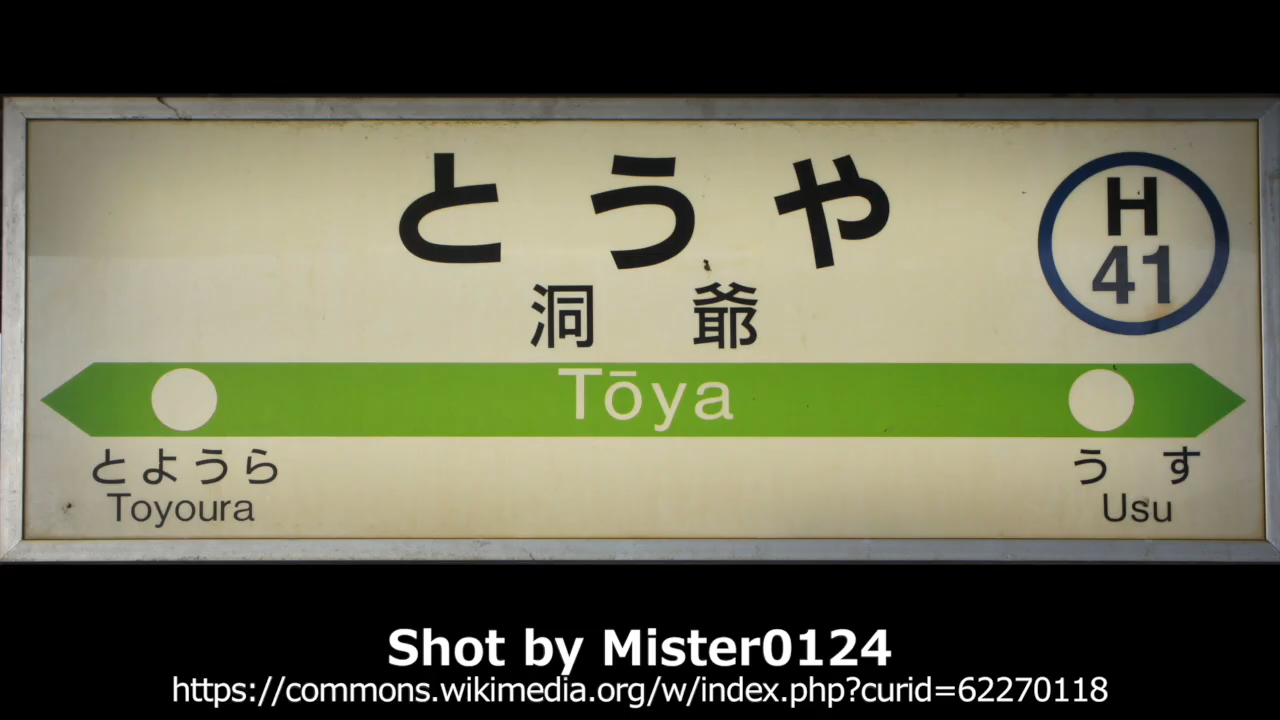 とうや
H
41
洞爺
Tōya
とようら
Toyoura
うす
Usu
Shot by Mister0124
https://commons.wikimedia.org/w/index.php?curid=62270118